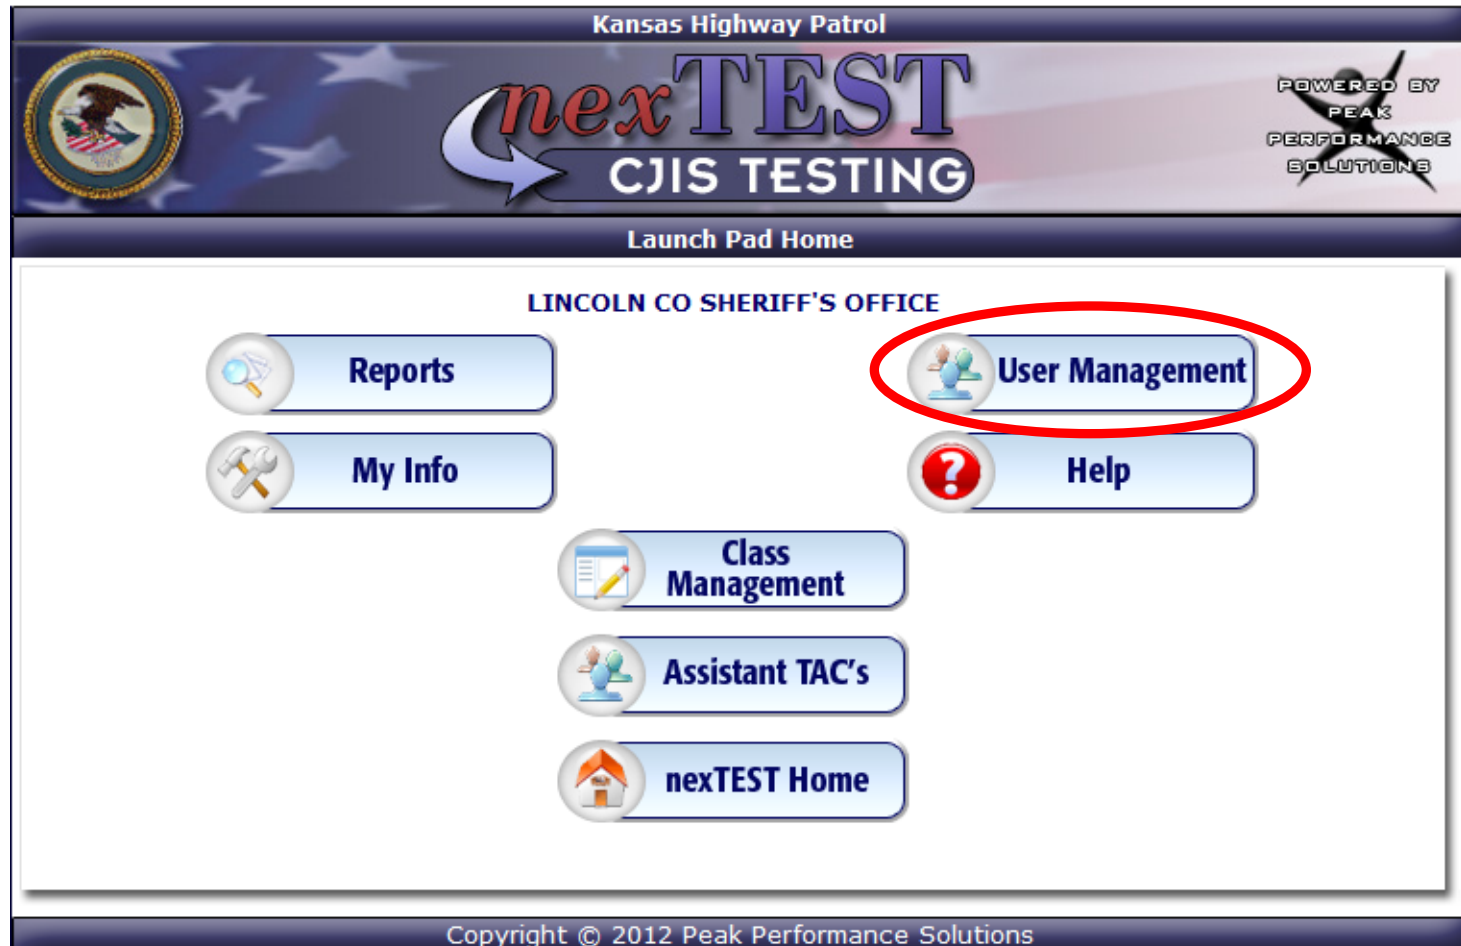 Kansas Highway Patrol
nexTEST
CJIS TESTING
POWERED BY
PEAK
PERFORMANCE
SOLUTIONS
Launch Pad Home
LINCOLN CO SHERIFF'S OFFICE
Reports
User Management
My Info
Help
Class
Management
Assistant TAC's
nexTEST Home
Copyright © 2012 Peak Performance Solutions